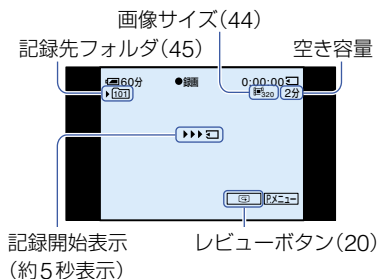 画像サイズ(44)
記録先フォルダ(45)
空き容量
60分
●録画
0:00:00
101
320
2分
Pメニュー
記録開始表示
(約5秒表示)
レビューボタン(20)